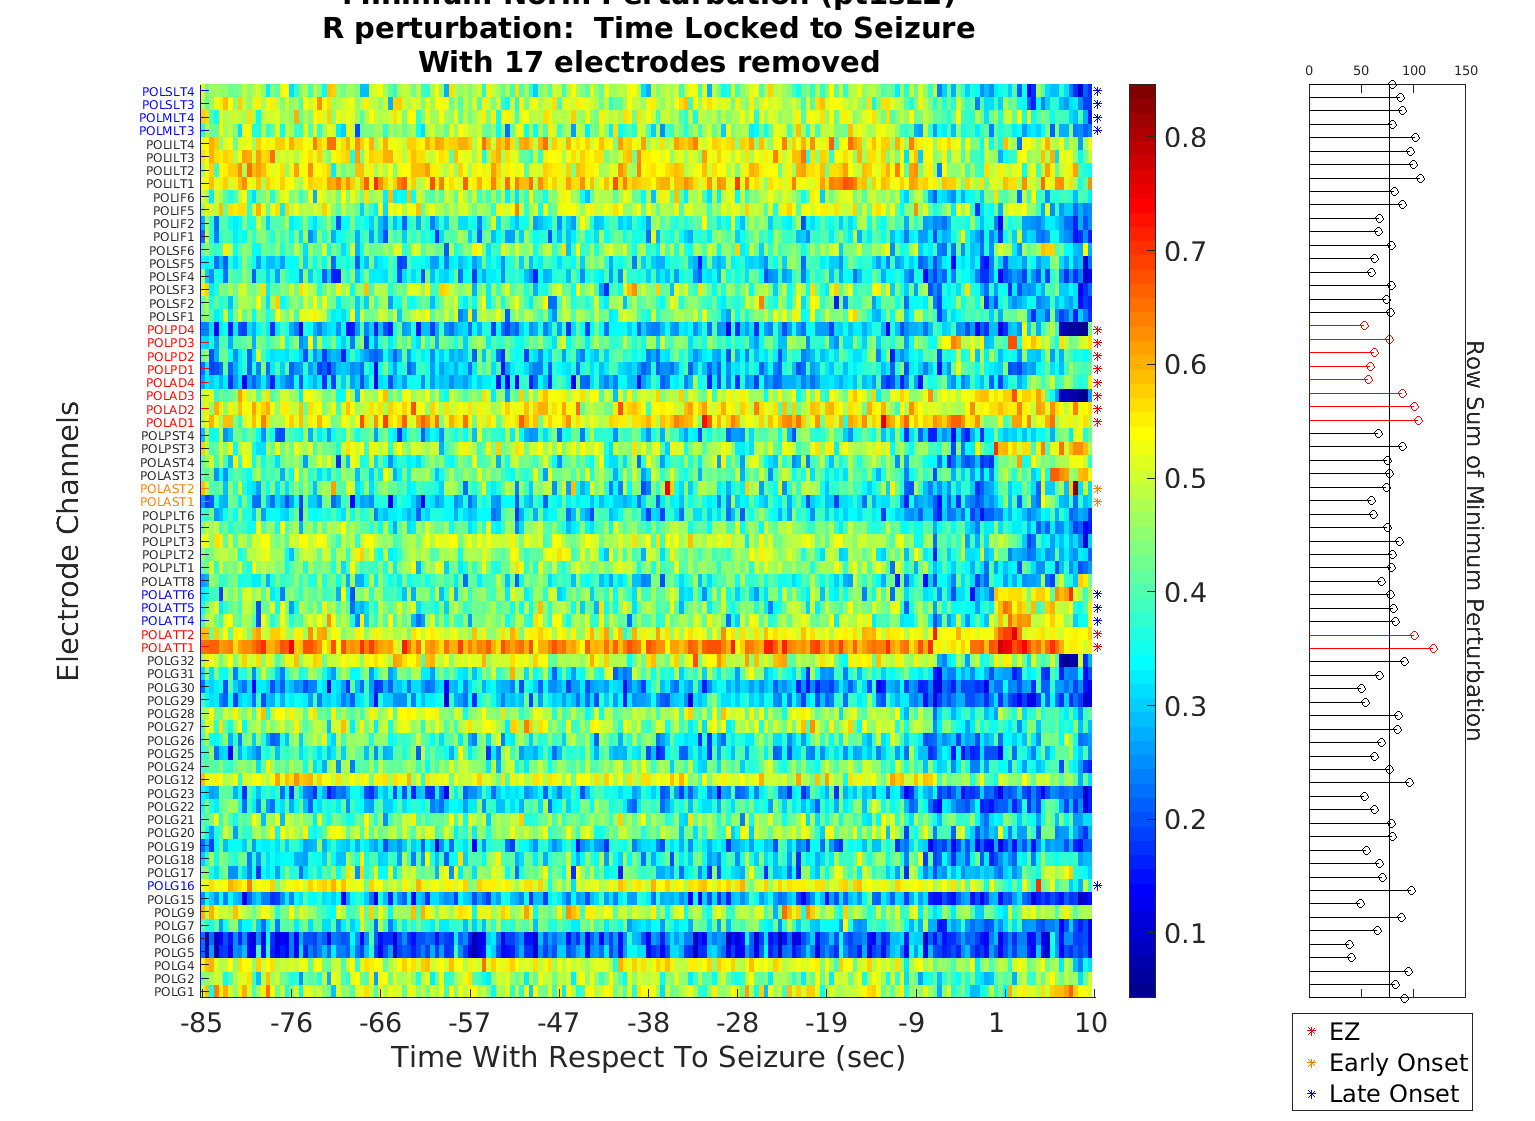 Minimum Norm Perturbation (pt1sz2)
R perturbation:  Time Locked to Seizure
With 17 electrodes removed
POLSLT4
POLSLT3
POLMLT4
POLMLT3
POLILT4
POLILT3
POLILT2
POLILT1
POLIF6
POLIF5
POLIF2
POLIF1
POLSF6
POLSF5
POLSF4
POLSF3
POLSF2
POLSF1
POLPD4
POLPD3
POLPD2
POLPD1
POLAD4
POLAD3
POLAD2
POLAD1
POLPST4
POLPST3
POLAST4
POLAST3
POLAST2
POLAST1
POLPLT6
POLPLT5
POLPLT3
POLPLT2
POLPLT1
POLATT8
POLATT6
POLATT5
POLATT4
POLATT2
POLATT1
POLG32
POLG31
POLG30
POLG29
POLG28
POLG27
POLG26
POLG25
POLG24
POLG12
POLG23
POLG22
POLG21
POLG20
POLG19
POLG18
POLG17
POLG16
POLG15
POLG9
POLG7
POLG6
POLG5
POLG4
POLG2
POLG1
Electrode Channels
-85 -76 -66 -57 -47 -38 -28 -19 -9 1 10
Time With Respect To Seizure (sec)
0.8
0.7
0.6
0.5
0.4
0.3
0.2
0.1
0 50 100 150
Row Sum of Minimum Perturbation
EZ
Early Onset
Late Onset